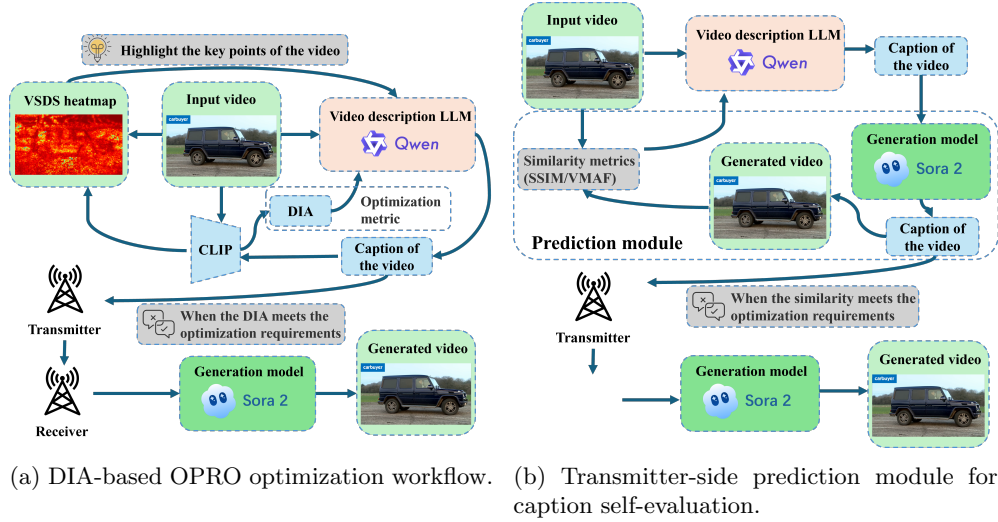 Highlight the key points of the video
VSDS heatmap
Input video
carbuyer
Video description LLM
Qwen
DIA
Optimization
metric
CLIP
Caption of
the video
Transmitter
When the DIA meets the
optimization requirements
Receiver
Generation model
Sora 2
Generated video
carbuyer
(a) DIA-based OPRO optimization workflow.
Input video
carbuyer
Video description LLM
Qwen
Caption of
the video
Similarity metrics
(SSIM/VMAF)
Generated video
carbuyer
Generation model
Sora 2
Caption of
the video
Prediction module
Transmitter
When the similarity meets the
optimization requirements
Generation model
Sora 2
Generated video
carbuyer
(b) Transmitter-side prediction module for
caption self-evaluation.